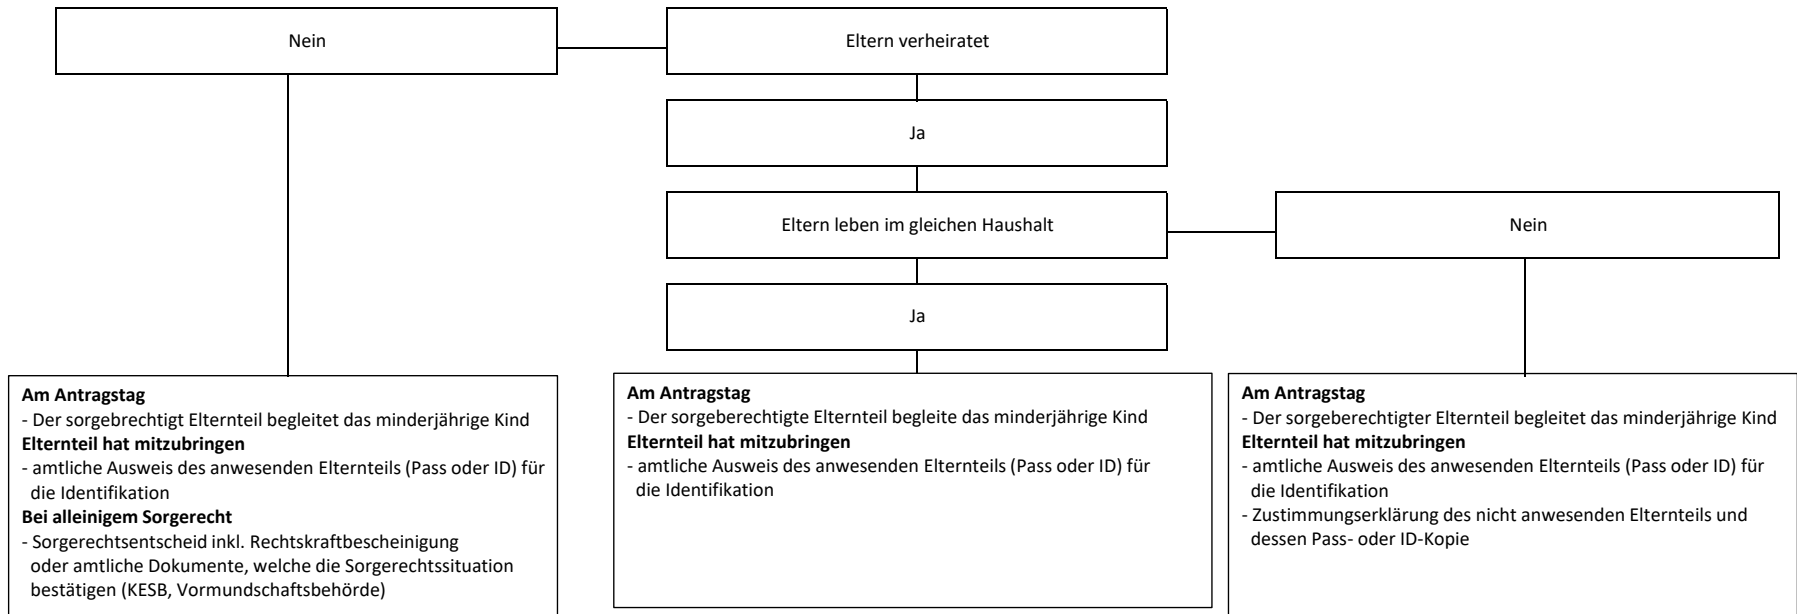 Nein
Eltern verheiratet
Ja
Eltern leben im gleichen Haushalt
Nein
Ja
Am Antragstag
- Der sorgebrechtigt Elternteil begleitet das minderjährige Kind
Elternteil hat mitzubringen
- amtliche Ausweis des anwesenden Elternteils (Pass oder ID) für
die Identifikation
Bei alleinigem Sorgerecht
- Sorgerechtsentscheid inkl. Rechtskraftbescheinigung
oder amtliche Dokumente, welche die Sorgerechtssituation
bestätigen (KESB, Vormundschaftsbehörde)
Am Antragstag
- Der sorgeberechtigte Elternteil begleite das minderjährige Kind
Elternteil hat mitzubringen
- amtliche Ausweis des anwesenden Elternteils (Pass oder ID) für
die Identifikation
Am Antragstag
- Der sorgeberechtigter Elternteil begleitet das minderjährige Kind
Elternteil hat mitzubringen
- amtliche Ausweis des anwesenden Elternteils (Pass oder ID) für
die Identifikation
- Zustimmungserklärung des nicht anwesenden Elternteils und
dessen Pass- oder ID-Kopie